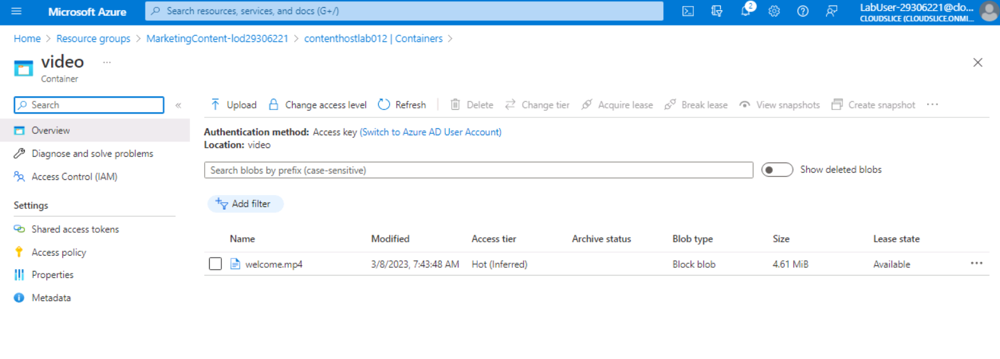 Microsoft Azure
Search resources, services, and docs (G+/)
2
LabUser-29306221@clo...
CLOUDSLICE (CLOUDSLICE.ONMI...
Home > Resource groups > MarketingContent-lod29306221 > contenthostlab012 | Containers >
video ...
Container
Search
«
Upload Change access level Refresh Delete Change tier Acquire lease Break lease View snapshots Create snapshot ...
Overview
Diagnose and solve problems
Access Control (IAM)
Settings
Shared access tokens
Access policy
Properties
Metadata
Authentication method: Access key (Switch to Azure AD User Account)
Location: video
Search blobs by prefix (case-sensitive)
Show deleted blobs
Add filter
Name Modified Access tier Archive status Blob type Size Lease state
welcome.mp4 3/8/2023, 7:43:48 AM Hot (Inferred) Block blob 4.61 MiB Available ...